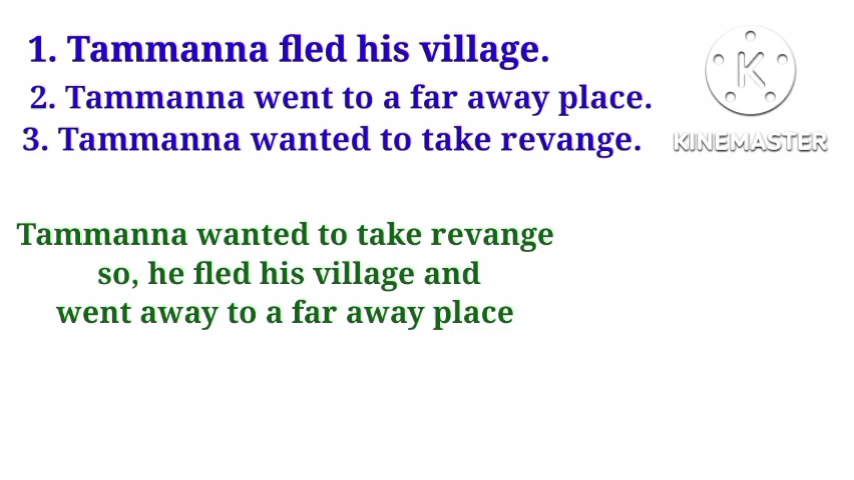 1. Tammanna fled his village.
2. Tammanna went to a far away place.
3. Tammanna wanted to take revange.
K
KINEMASTER
Tammanna wanted to take revange
so, he fled his village and
went away to a far away place